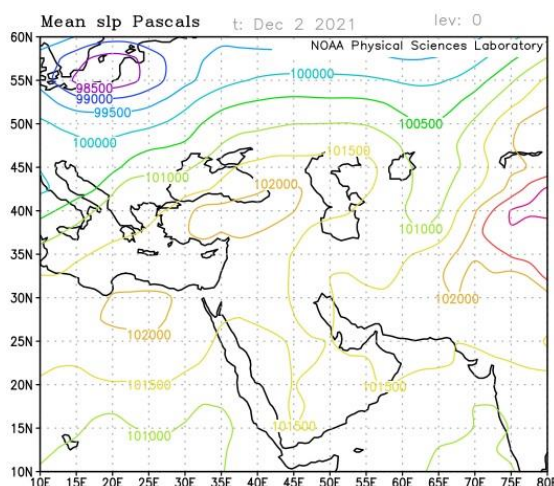 Mean slp Pascals t: Dec 2 2021 lev: 0
60N NOAA Physical Sciences Laboratory
55N 98500 100000
99000
99500
50N 100000 100500
45N 101000 101500
102000
40N 101000
35N
30N 102000 102000
25N
20N 101500 101500
15N 101000 101500
10N
10E 15E 20E 25E 30E 35E 40E 45E 50E 55E 60E 65E 70E 75E 80E